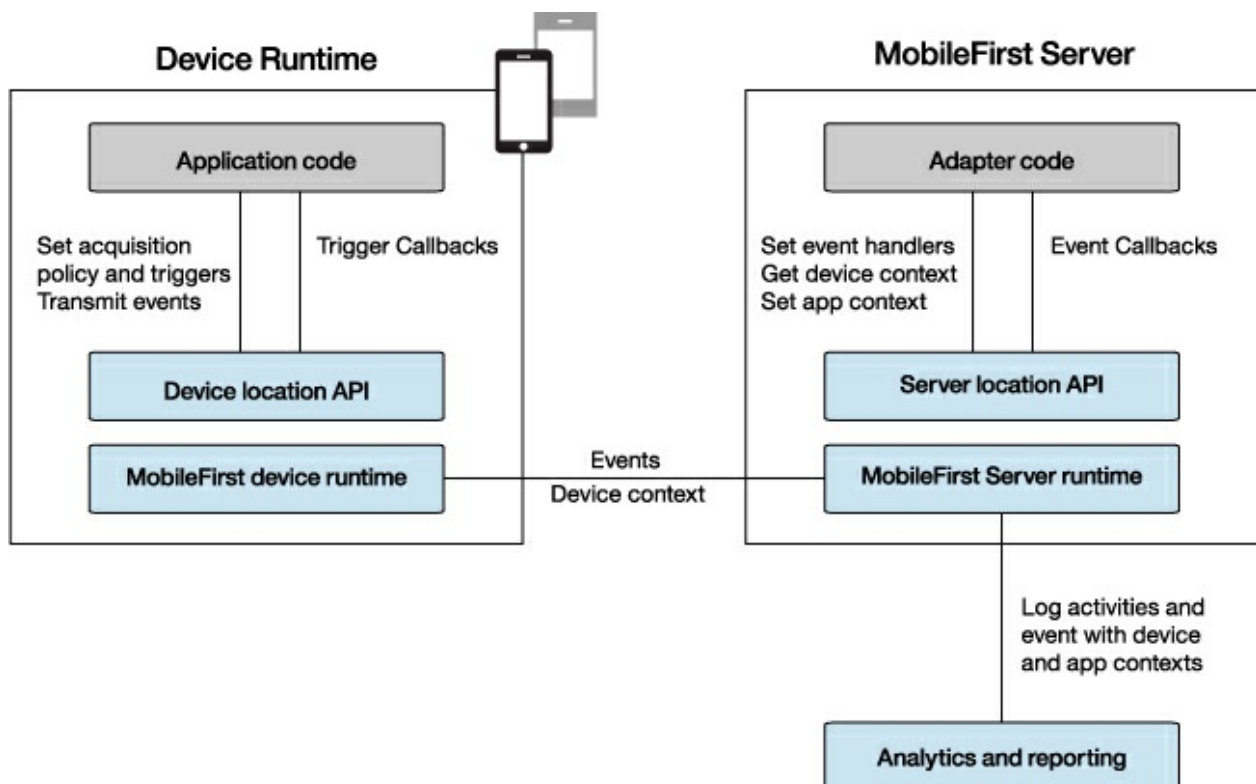 Device Runtime
MobileFirst Server
Application code
Adapter code
Set acquisition
policy and triggers
Transmit events
Trigger Callbacks
Set event handlers
Get device context
Set app context
Event Callbacks
Device location API
Server location API
MobileFirst device runtime
Events
Device context
MobileFirst Server runtime
Log activities and
event with device
and app contexts
Analytics and reporting